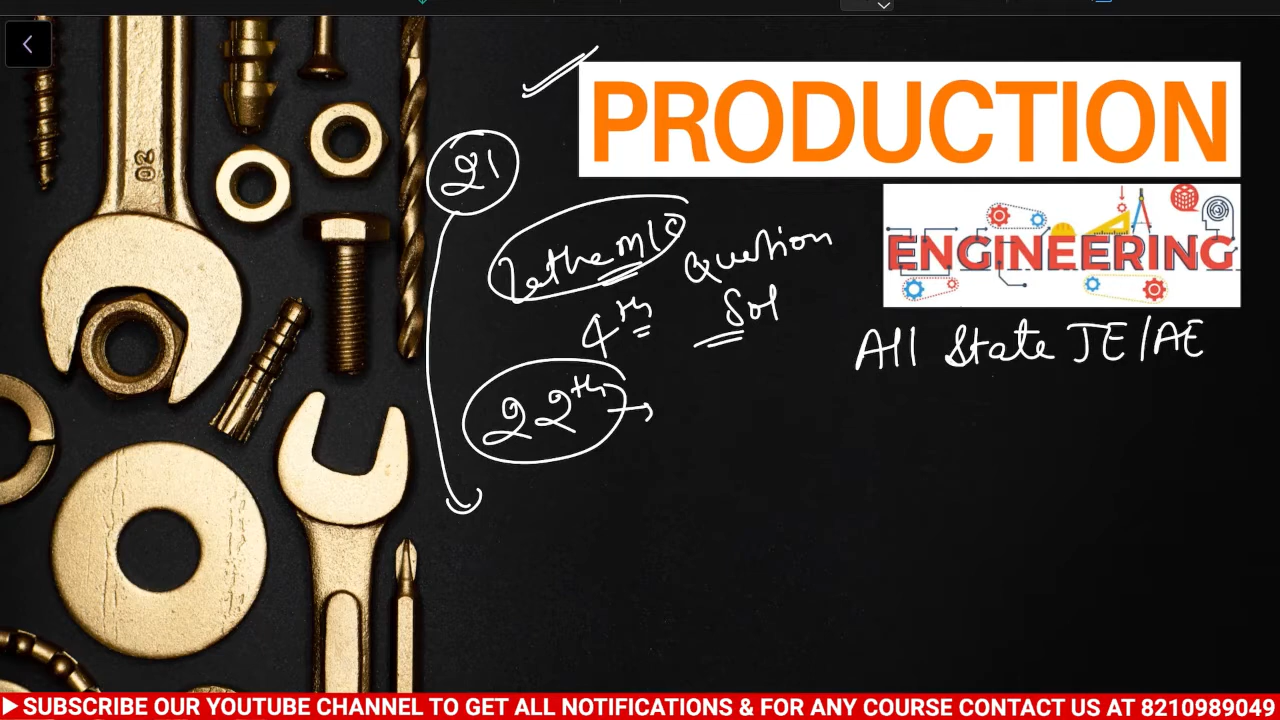 PRODUCTION
ENGINEERING
21
Lathe m/c
Question
4th
Sol
All State JE/AE
22th
02
SUBSCRIBE OUR YOUTUBE CHANNEL TO GET ALL NOTIFICATIONS & FOR ANY COURSE CONTACT US AT 8210989049